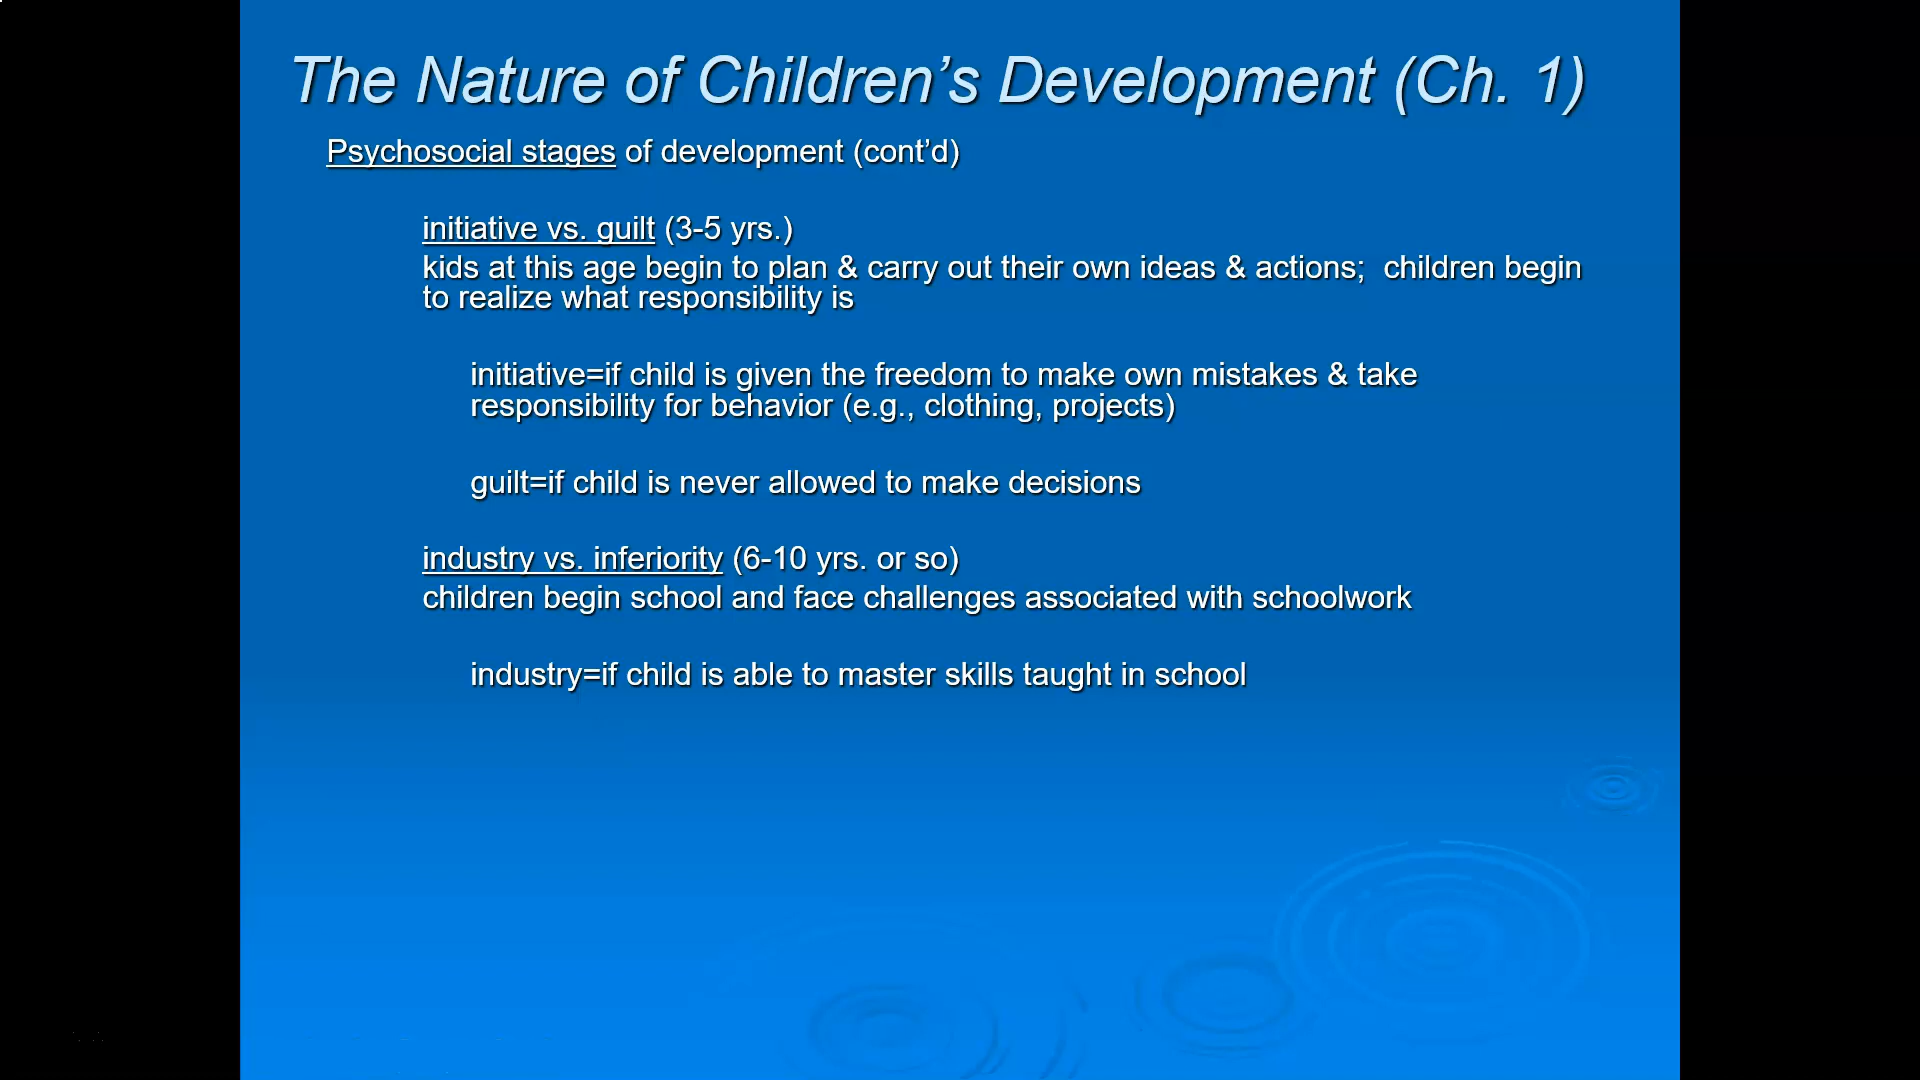 The Nature of Children’s Development (Ch. 1)
Psychosocial stages of development (cont’d)
initiative vs. guilt (3-5 yrs.)
kids at this age begin to plan & carry out their own ideas & actions;  children begin
to realize what responsibility is
initiative=if child is given the freedom to make own mistakes & take
responsibility for behavior (e.g., clothing, projects)
guilt=if child is never allowed to make decisions
industry vs. inferiority (6-10 yrs. or so)
children begin school and face challenges associated with schoolwork
industry=if child is able to master skills taught in school